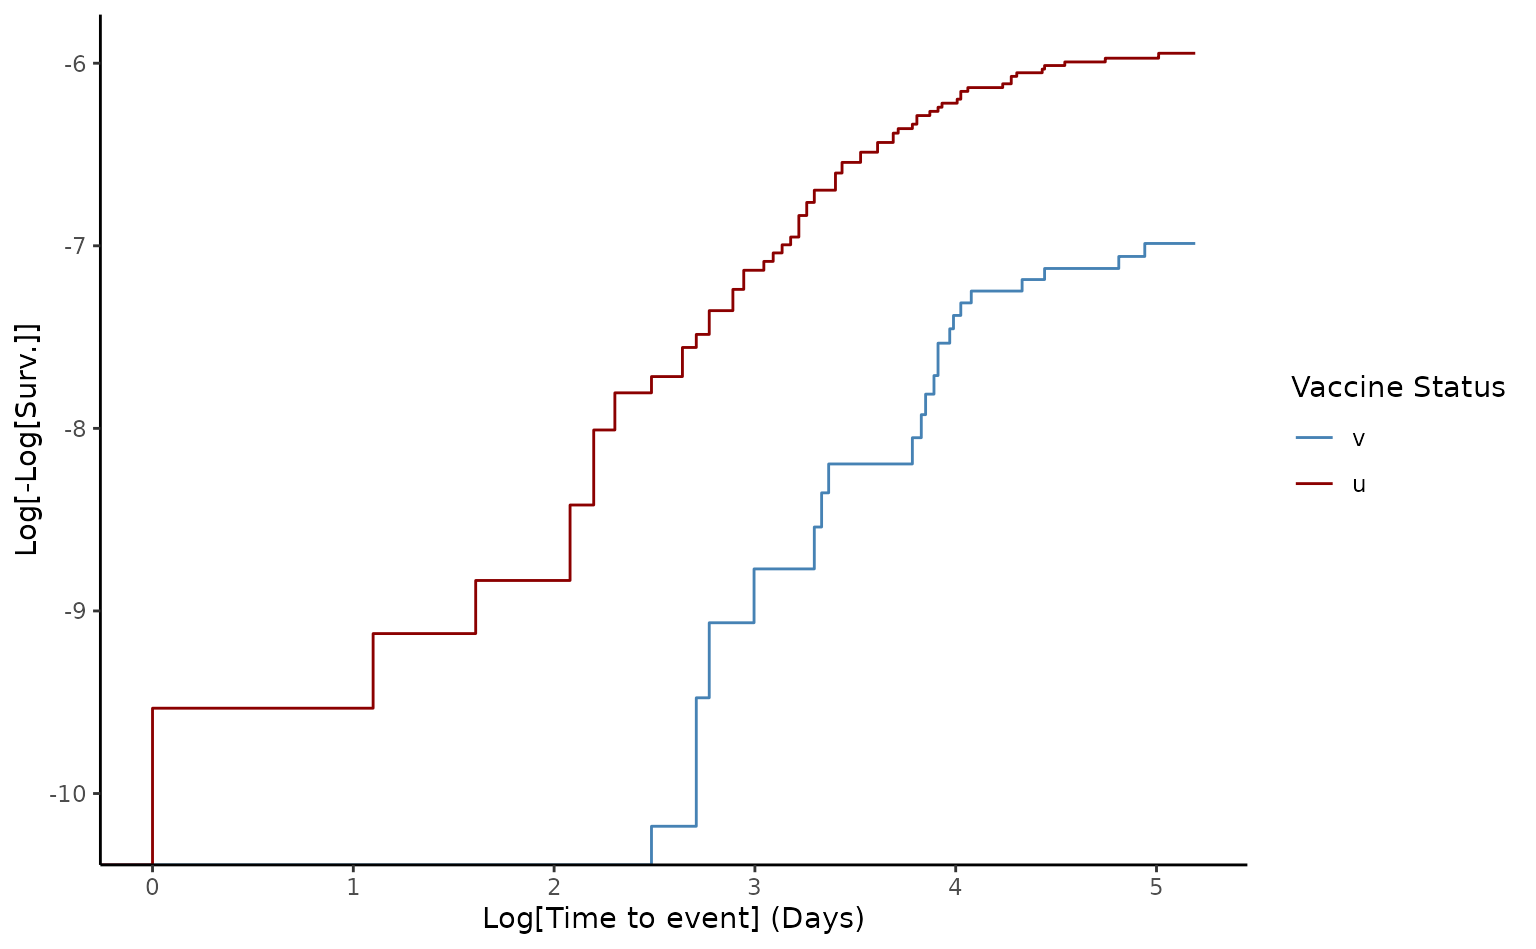 -6
-7
-8
-9
-10
Log[-Log[Surv.]]
0 1 2 3 4 5
Log[Time to event] (Days)
Vaccine Status
v
u